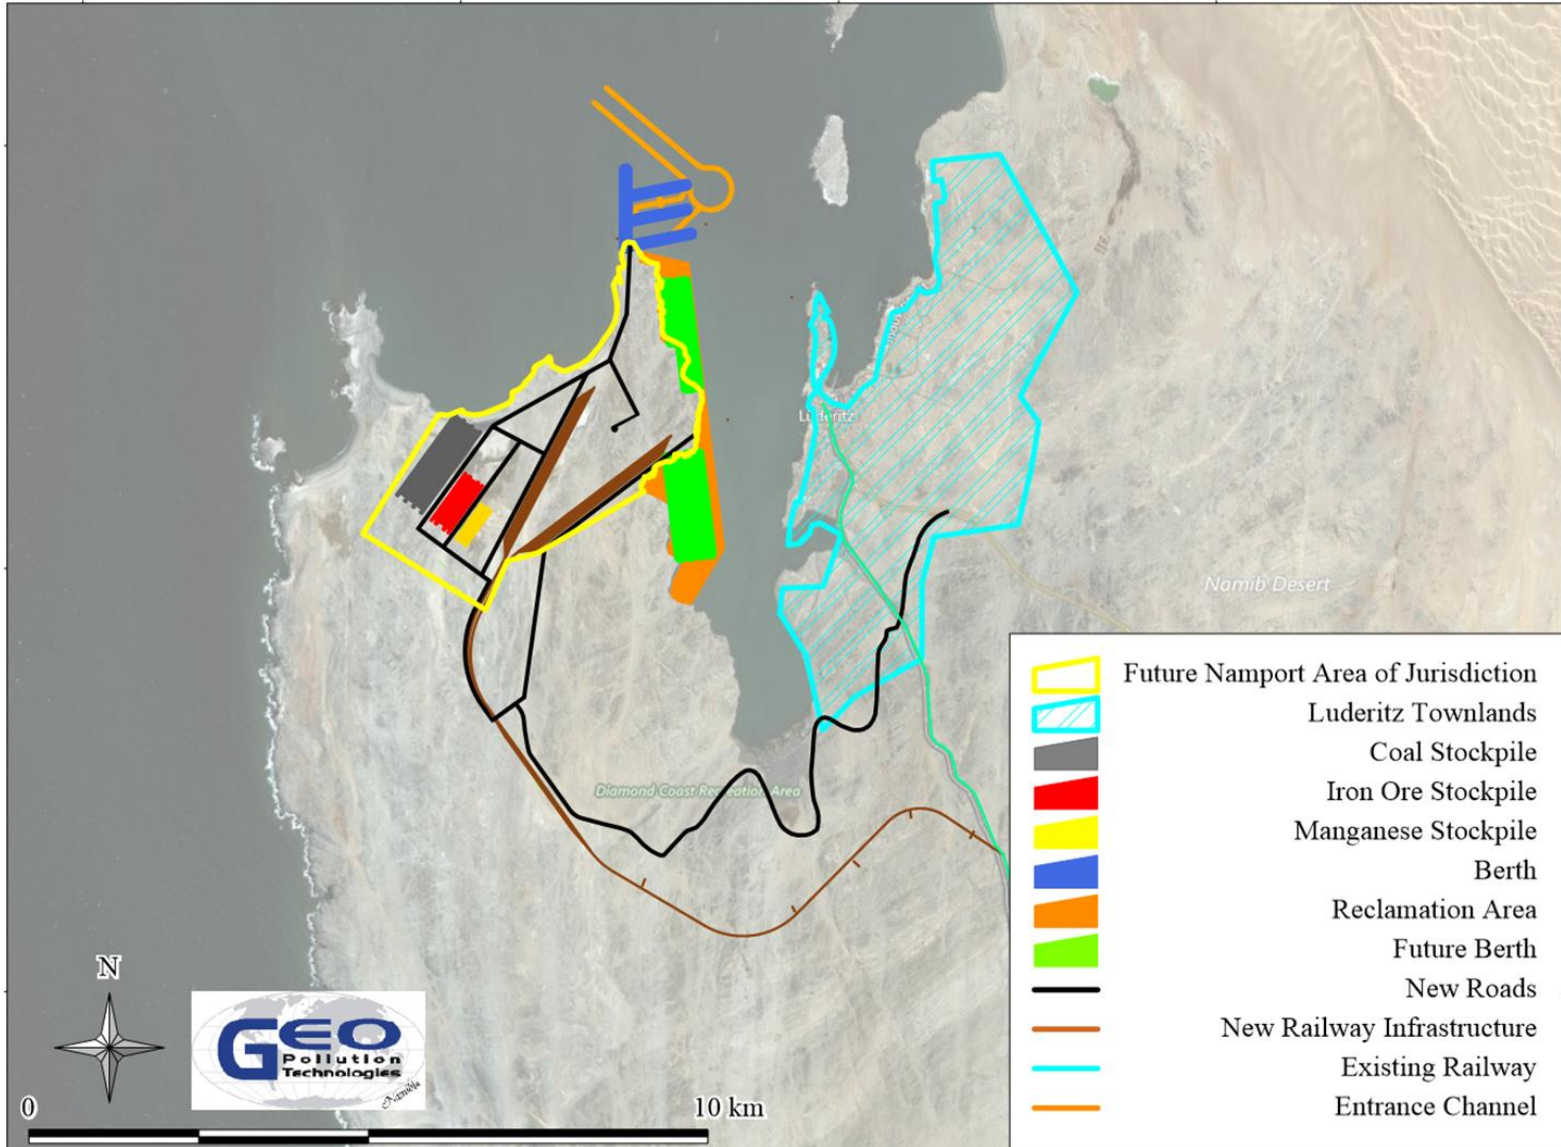 Luderitz
Namib Desert
Diamond Coast Recreation Area
Future Namport Area of Jurisdiction
Luderitz Townlands
Coal Stockpile
Iron Ore Stockpile
Manganese Stockpile
Berth
Reclamation Area
Future Berth
New Roads
New Railway Infrastructure
Existing Railway
Entrance Channel
N
GEO
Pollution
Technologies
Namibia
0
10 km